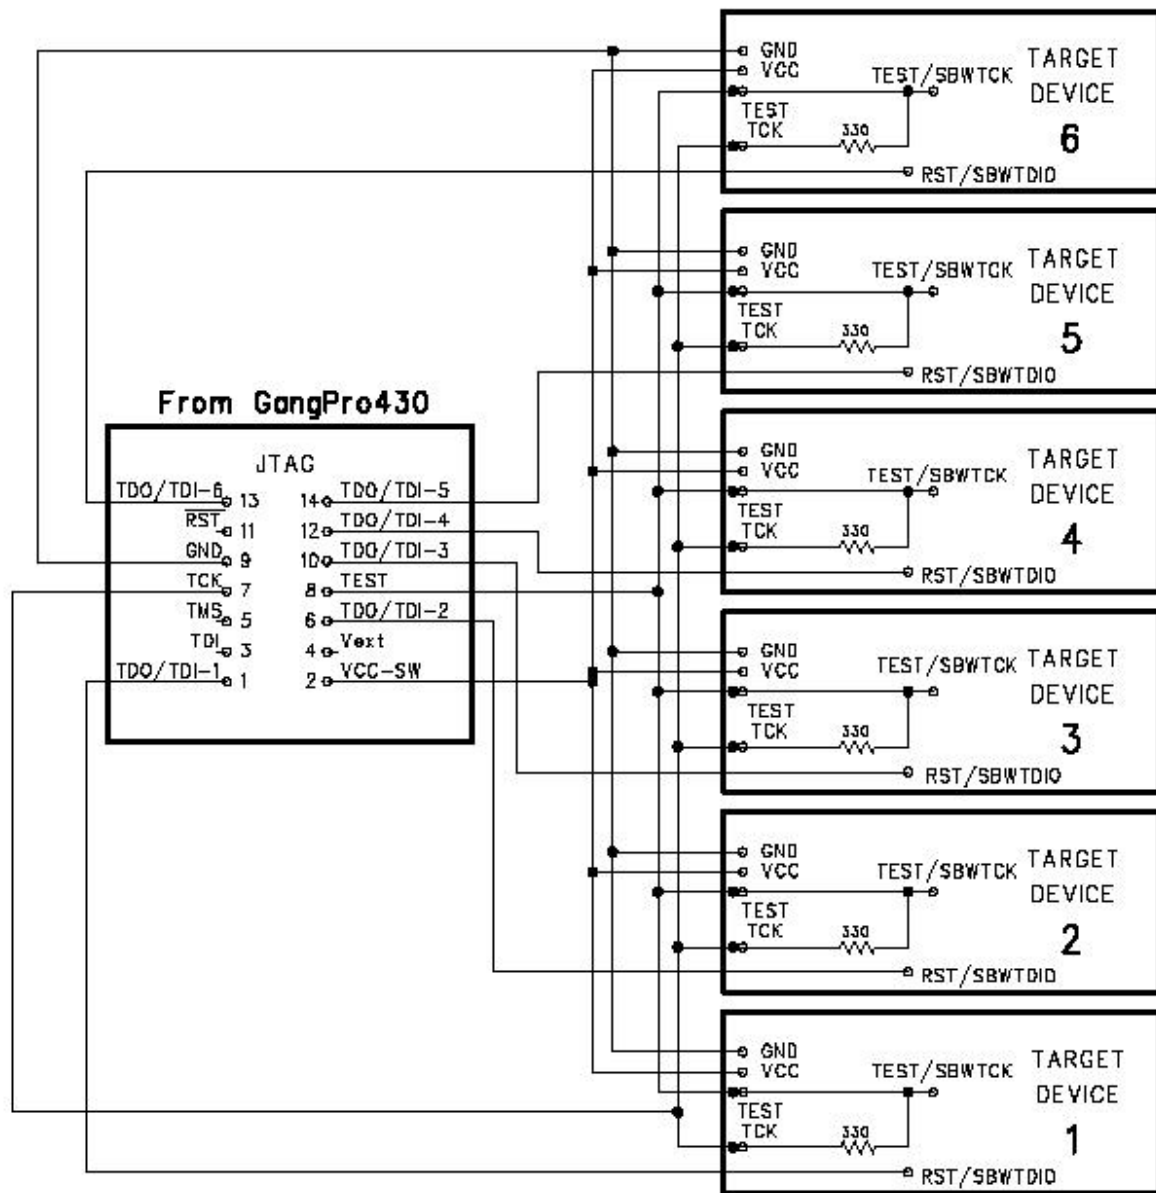 GND
VCC
TEST/SBWTCK
TARGET
DEVICE
6
TEST
TCK
330
RST/SBWTDIO
GND
VCC
TEST/SBWTCK
TARGET
DEVICE
5
TEST
TCK
330
RST/SBWTDIO
GND
VCC
TEST/SBWTCK
TARGET
DEVICE
4
TEST
TCK
330
RST/SBWTDIO
From GangPro430
JTAG
TDO/TDI-6 13 14 TDO/TDI-5
RST 11 12 TDO/TDI-4
GND 9 10 TDO/TDI-3
TCK 7 8 TEST
TMS 5 6 TDO/TDI-2
TDI 3 4 Vext
TDO/TDI-1 1 2 VCC-SW
GND
VCC
TEST/SBWTCK
TARGET
DEVICE
3
TEST
TCK
330
RST/SBWTDIO
GND
VCC
TEST/SBWTCK
TARGET
DEVICE
2
TEST
TCK
330
RST/SBWTDIO
GND
VCC
TEST/SBWTCK
TARGET
DEVICE
1
TEST
TCK
330
RST/SBWTDIO